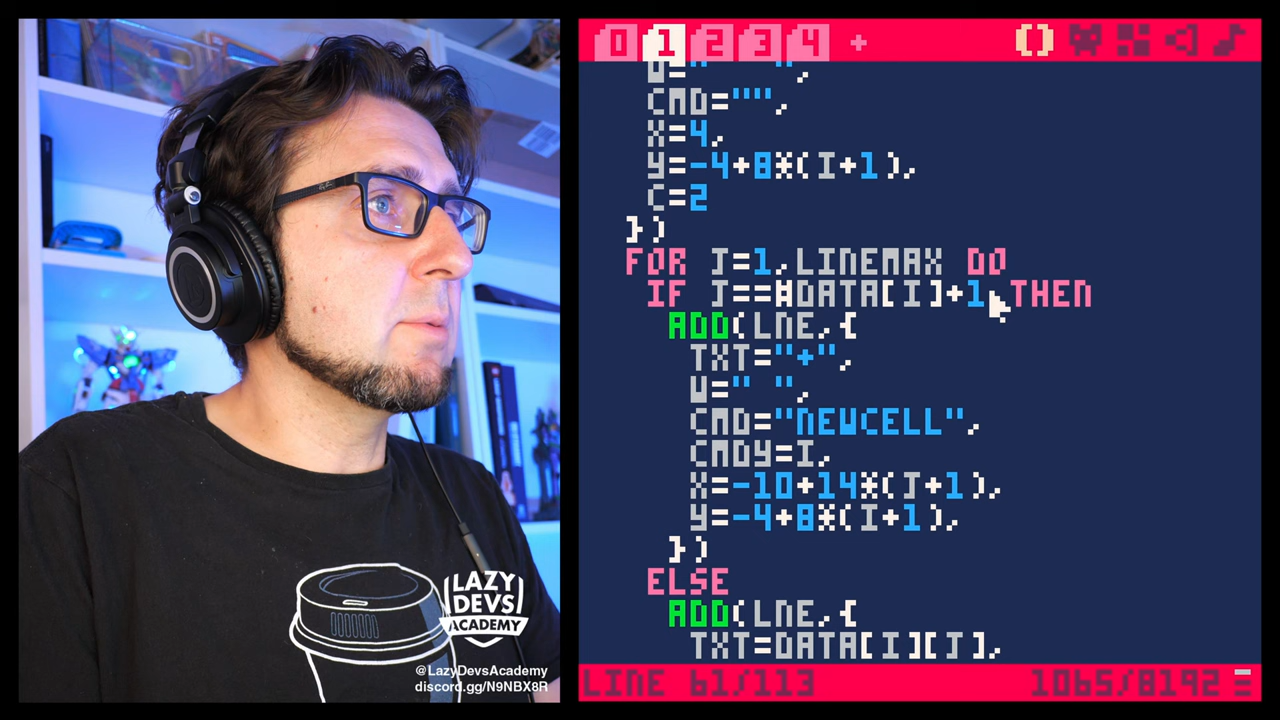 0 1 2 3 4 +
W=" ",
CMD="",
X=4,
Y=-4+8*(I+1),
C=2
})
FOR J=1,LINEMAX DO
IF J==#DATA[I]+1 THEN
ADD(LNE,{
TXT="+",
W=" ",
CMD="NEWCELL",
CMDY=I,
X=-10+14*(J+1),
Y=-4+8*(I+1),
})
ELSE
ADD(LNE,{
TXT=DATA[I][J],
LINE 61/113
1065/8192
LAZY
DEVS
ACADEMY
@LazyDevsAcademy
discord.gg/N9NBX8R